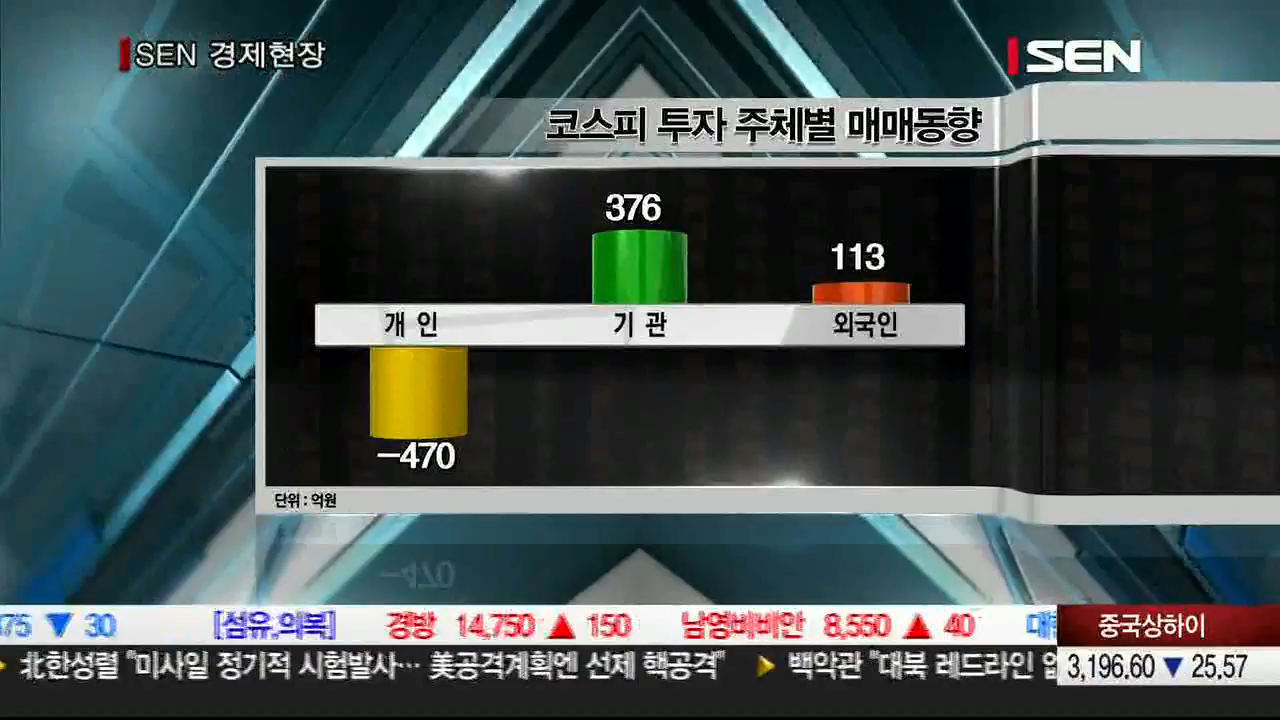 SEN 경제현장
SEN
코스피 투자 주체별 매매동향
376
113
개 인 기 관 외국인
-470
단위 : 억원
▼ 30 [섬유,의복] 경방 14,750 ▲ 150 남영비비안 8,550 ▲ 40
중국상하이
北한성렬 "미사일 정기적 시험발사… 美공격계획엔 선제 핵공격" 백악관 "대북 레드라인
3,196.60 ▼ 25.57